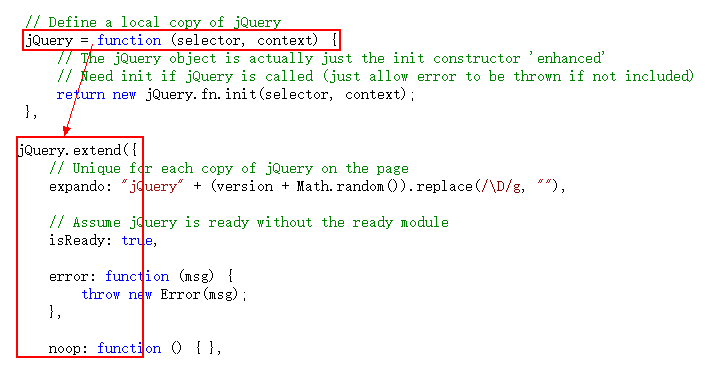 // Define a local copy of jQuery
jQuery = function (selector, context) {
// The jQuery object is actually just the init constructor 'enhanced'
// Need init if jQuery is called (just allow error to be thrown if not included)
return new jQuery.fn.init(selector, context);
},
jQuery.extend({
// Unique for each copy of jQuery on the page
expando: "jQuery" + (version + Math.random()).replace(/\D/g, ""),
// Assume jQuery is ready without the ready module
isReady: true,
error: function (msg) {
throw new Error(msg);
},
noop: function () { },